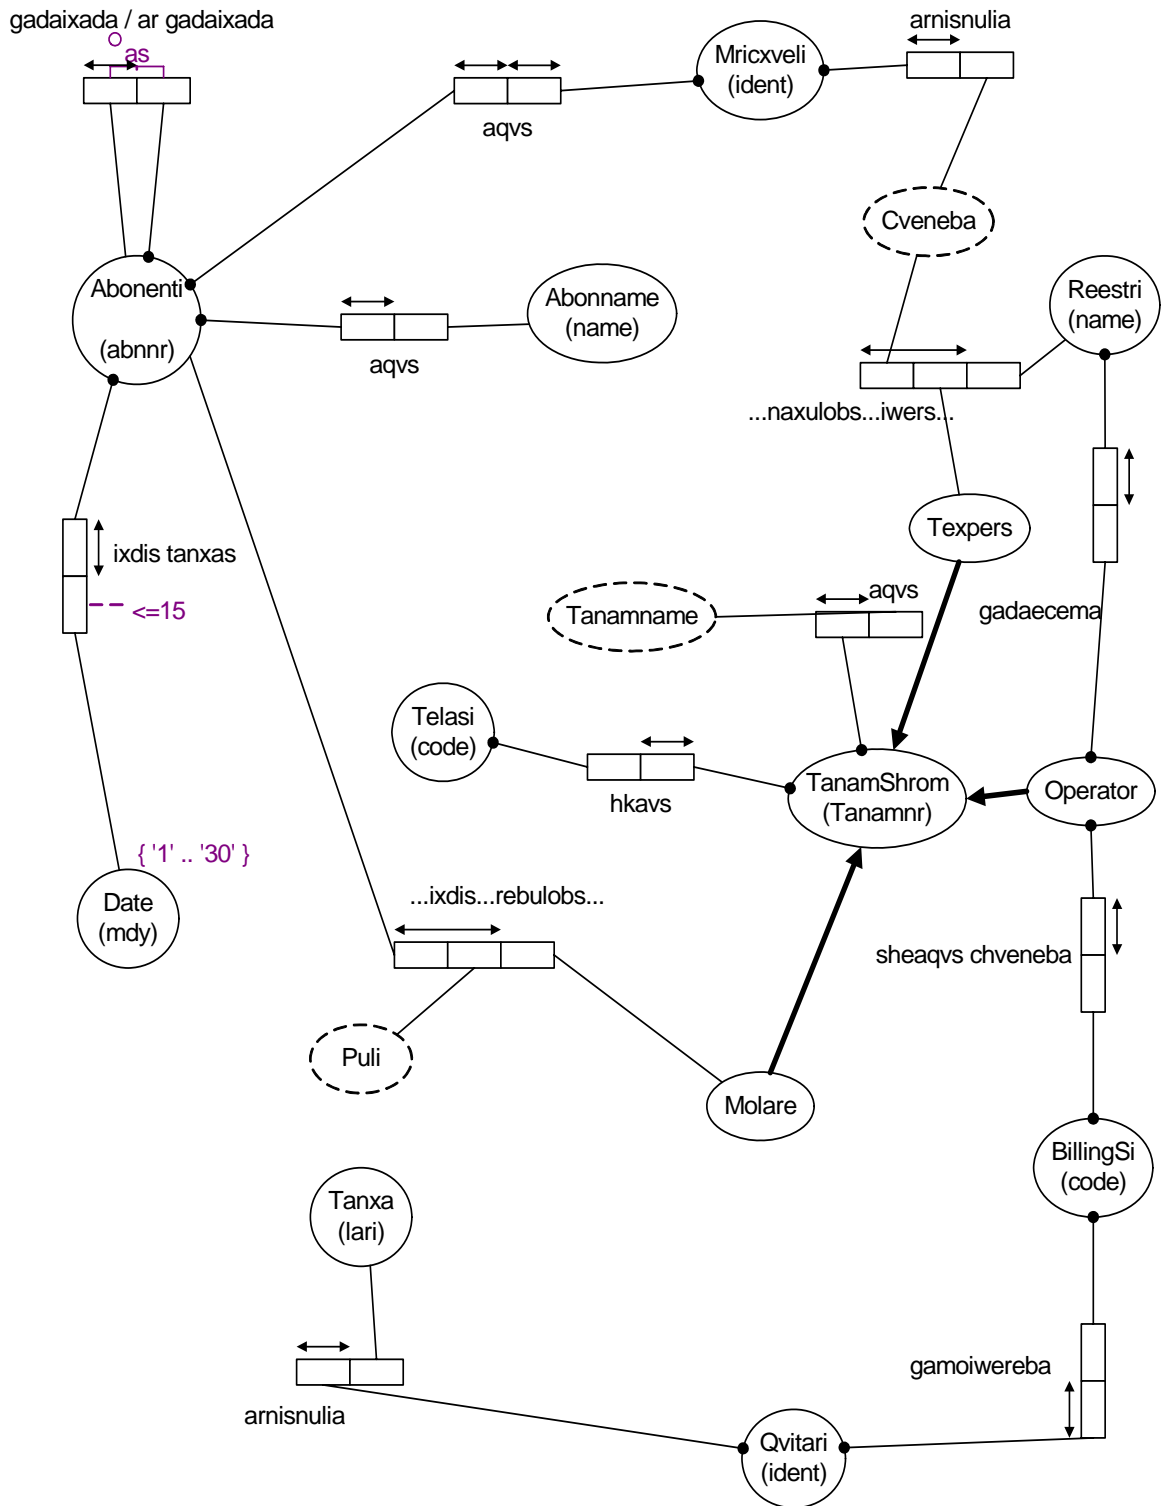 gadaixada / ar gadaixada
as
arnisnulia
Mricxveli
(ident)
aqvs
Cveneba
Abonenti
(abnnr)
Abonname
(name)
aqvs
Reestri
(name)
...naxulobs...iwers...
Texpers
ixdis tanxas
<=15
aqvs
Tanamname
gadaecema
Telasi
(code)
hkavs
TanamShrom
(Tanamnr)
Operator
{ '1' .. '30' }
Date
(mdy)
...ixdis...rebulobs...
sheaqvs chveneba
Puli
Molare
BillingSi
(code)
Tanxa
(lari)
gamoiwereba
arnisnulia
Qvitari
(ident)